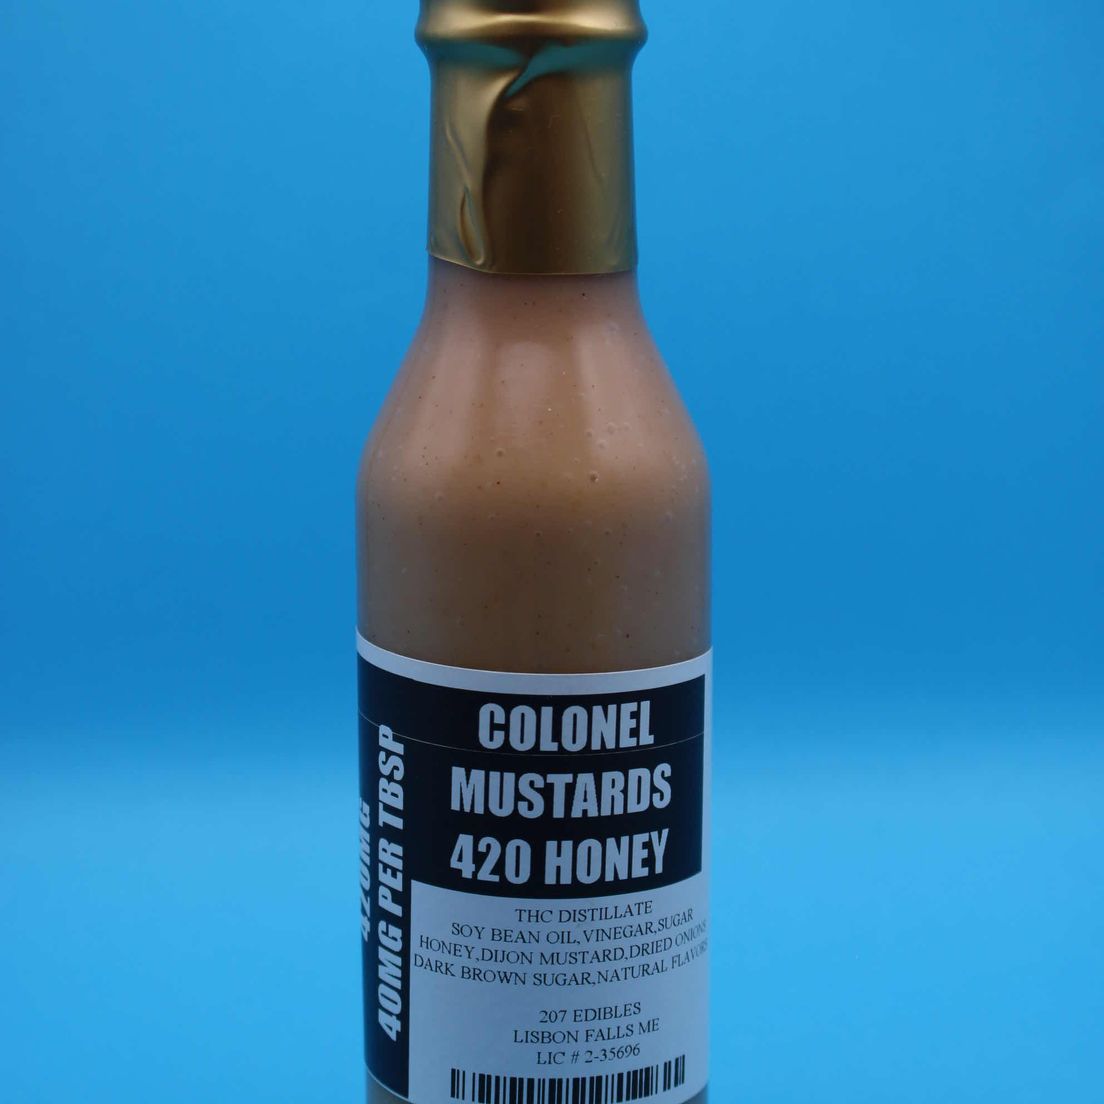 COLONEL
MUSTARDS
420 HONEY
420MG
40MG PER TBSP
THC DISTILLATE
SOY BEAN OIL,VINEGAR,SUGAR
HONEY,DIJON MUSTARD,DRIED ONIONS
DARK BROWN SUGAR,NATURAL FLAVORS
207 EDIBLES
LISBON FALLS ME
LIC # 2-35696